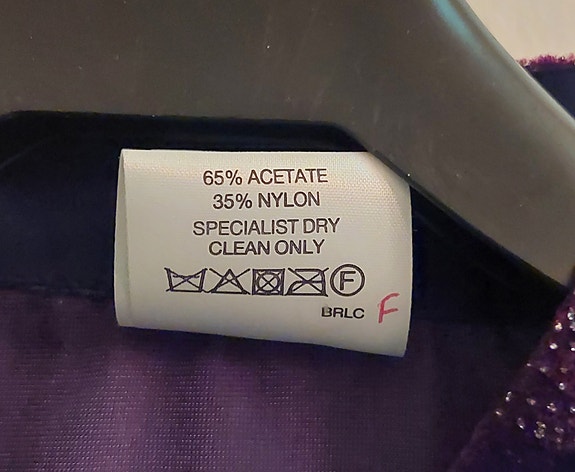 65% ACETATE
35% NYLON
SPECIALIST DRY
CLEAN ONLY
F
BRLC F